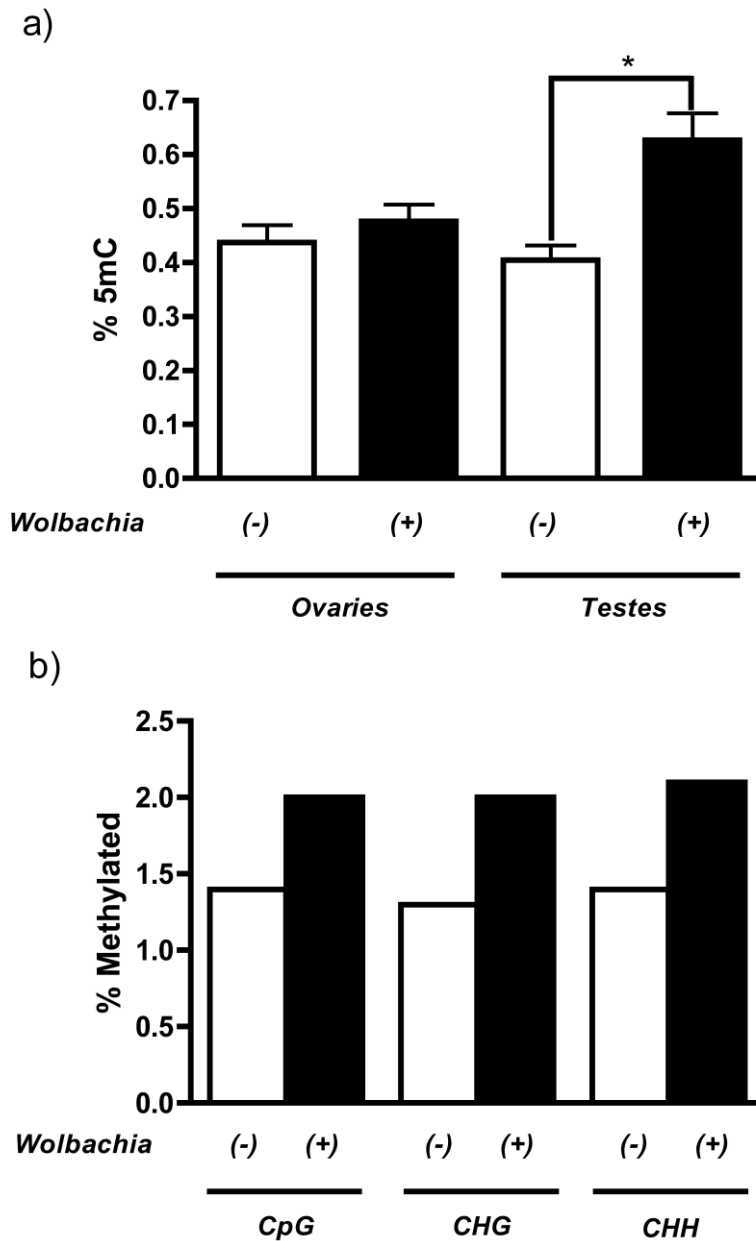 a)
*
0.7
0.6
0.5
0.4
0.3
0.2
0.1
0.0
% 5mC
Wolbachia (-) (+) (-) (+)
Ovaries Testes
b)
2.5
2.0
1.5
1.0
0.5
0.0
% Methylated
Wolbachia (-) (+) (-) (+) (-) (+)
CpG CHG CHH